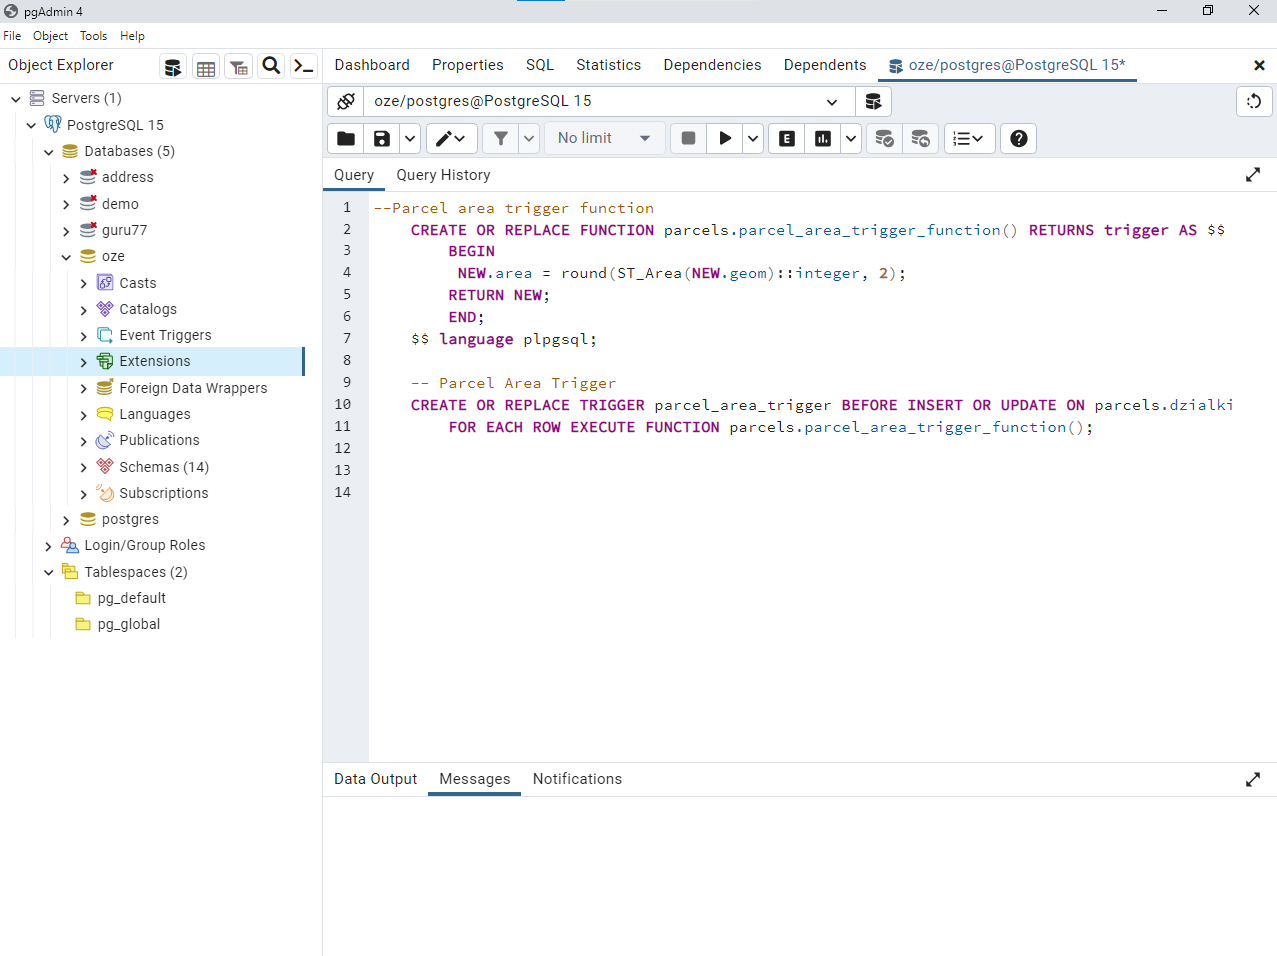 pgAdmin 4
File Object Tools Help
Object Explorer
Dashboard Properties SQL Statistics Dependencies Dependents oze/postgres@PostgreSQL 15*
Servers (1)
PostgreSQL 15
Databases (5)
address
demo
guru77
oze
Casts
Catalogs
Event Triggers
Extensions
Foreign Data Wrappers
Languages
Publications
Schemas (14)
Subscriptions
postgres
Login/Group Roles
Tablespaces (2)
pg_default
pg_global
oze/postgres@PostgreSQL 15
No limit
E
Query Query History
1 --Parcel area trigger function
2 CREATE OR REPLACE FUNCTION parcels.parcel_area_trigger_function() RETURNS trigger AS $$
3 BEGIN
4 NEW.area = round(ST_Area(NEW.geom)::integer, 2);
5 RETURN NEW;
6 END;
7 $$ language plpgsql;
8
9 -- Parcel Area Trigger
10 CREATE OR REPLACE TRIGGER parcel_area_trigger BEFORE INSERT OR UPDATE ON parcels.dzialki
11 FOR EACH ROW EXECUTE FUNCTION parcels.parcel_area_trigger_function();
12
13
14
Data Output Messages Notifications